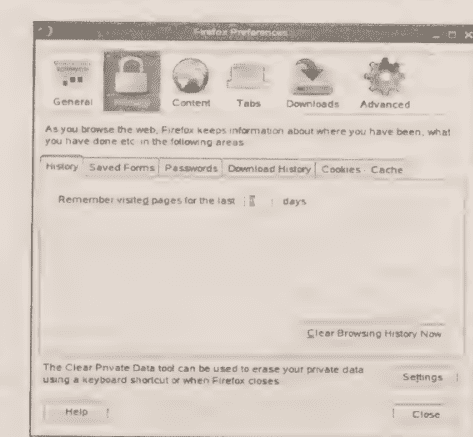 Firefox Preferences
General Content Tabs Downloads Advanced
As you browse the web, Firefox keeps information about where you have been, what
you have done etc in the following areas
History Saved Forms Passwords Download History Cookies Cache
Remember visited pages for the last days
Clear Browsing History Now
The Clear Private Data tool can be used to erase your private data
using a keyboard shortcut or when Firefox closes
Settings
Help
Close